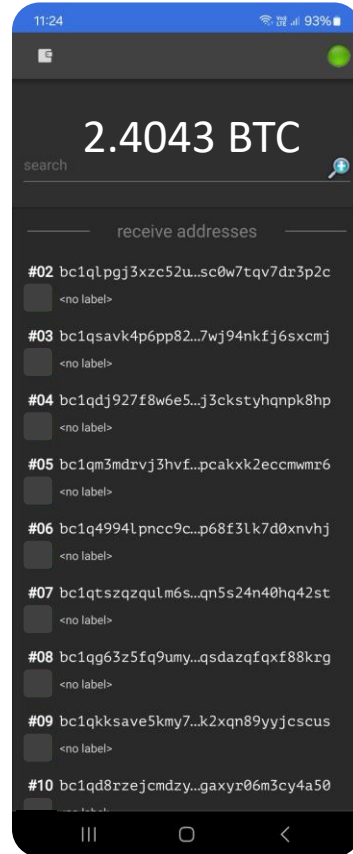 11:24 93%
2.4043 BTC
search
receive addresses
#02 bc1qlpgj3xzc52u…sc0w7tqv7dr3p2c
<no label>
#03 bc1qsavk4p6pp82…7wj94nkfj6sxcmj
<no label>
#04 bc1qdj927f8w6e5…j3ckstyhqnpk8hp
<no label>
#05 bc1qm3mdrvj3hvf…pcakxk2eccmwmr6
<no label>
#06 bc1q4994lpncc9c…p68f3lk7d0xnvhj
<no label>
#07 bc1qtszqzqulm6s…qn5s24n40hq42st
<no label>
#08 bc1qg63z5fq9umy…qsdazqfqxf88krg
<no label>
#09 bc1qkksave5kmy7…k2xqn89yyjcscus
<no label>
#10 bc1qd8rzejcmdzy…gaxyr06m3cy4a50